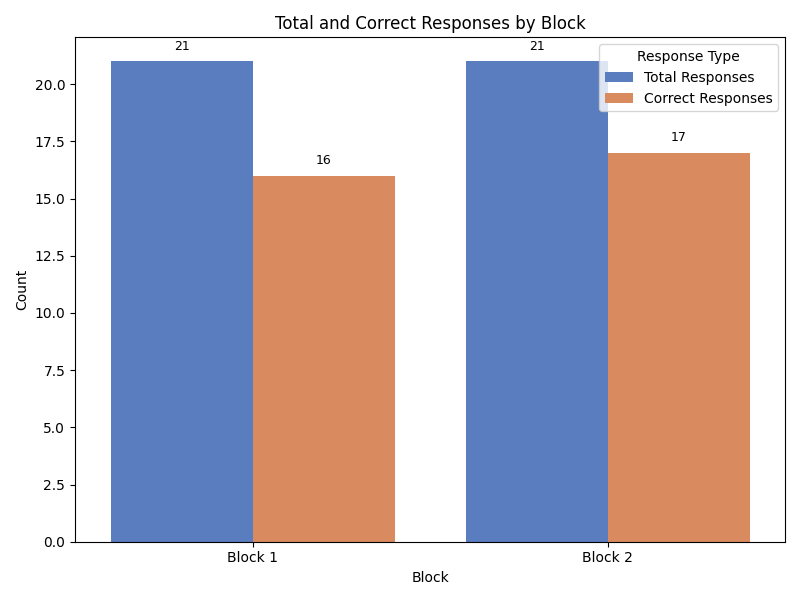 Total and Correct Responses by Block
21
21
Response Type
Total Responses
Correct Responses
17
16
20.0
17.5
15.0
12.5
10.0
7.5
5.0
2.5
0.0
Count
Block 1
Block 2
Block